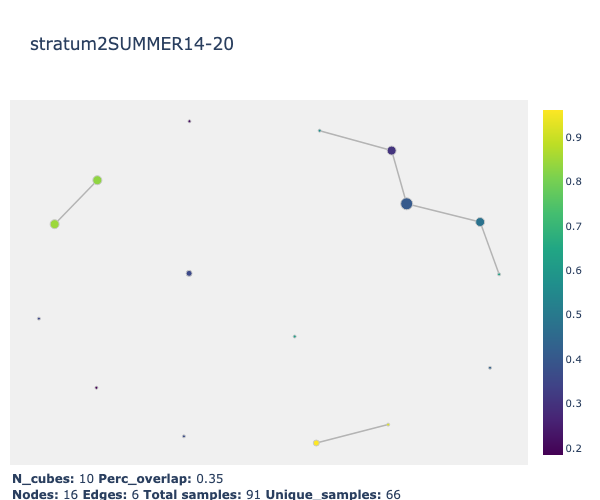 stratum2SUMMER14-20
0.9
0.8
0.7
0.6
0.5
0.4
0.3
0.2
N_cubes: 10 Perc_overlap: 0.35
Nodes: 16 Edges: 6 Total samples: 91 Unique_samples: 66